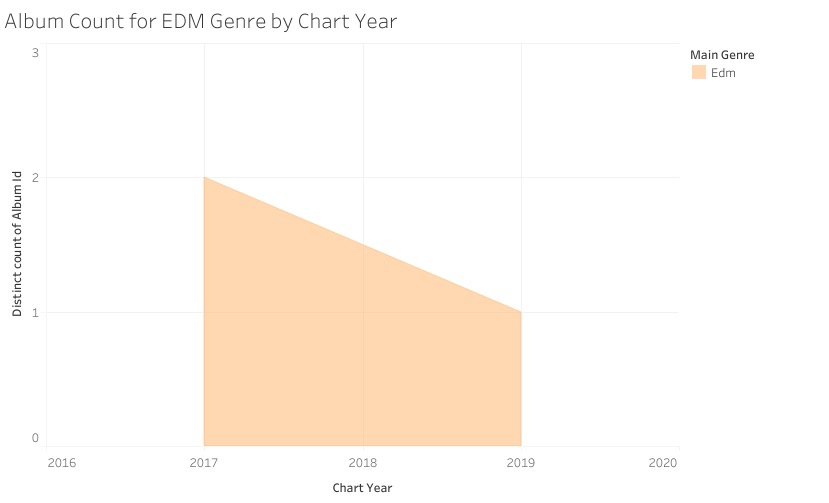 Album Count for EDM Genre by Chart Year
3
2
1
0
Distinct count of Album Id
2016
2017
2018
2019
2020
Chart Year
Main Genre
Edm